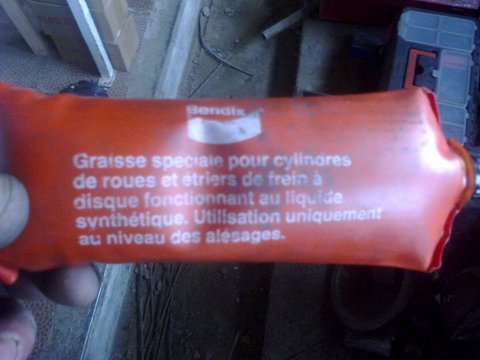 Bendix
Graisse spéciale pour cylindres
de roues et étriers de frein à
disque fonctionnant au liquide
synthétique. Utilisation uniquement
au niveau des alésages.